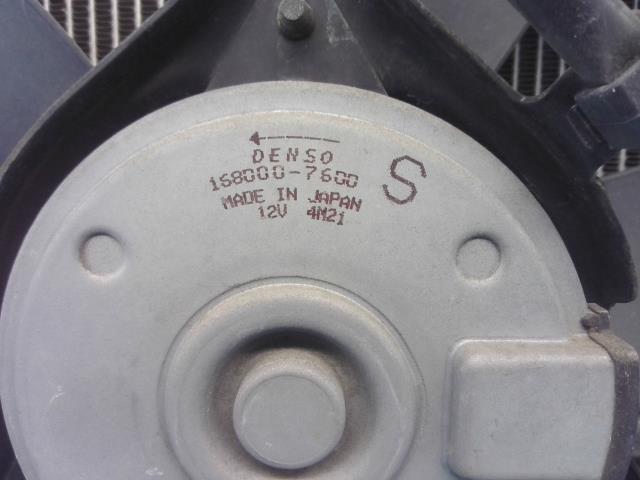 DENSO
168000-7600
S
MADE IN JAPAN
12V 4M21